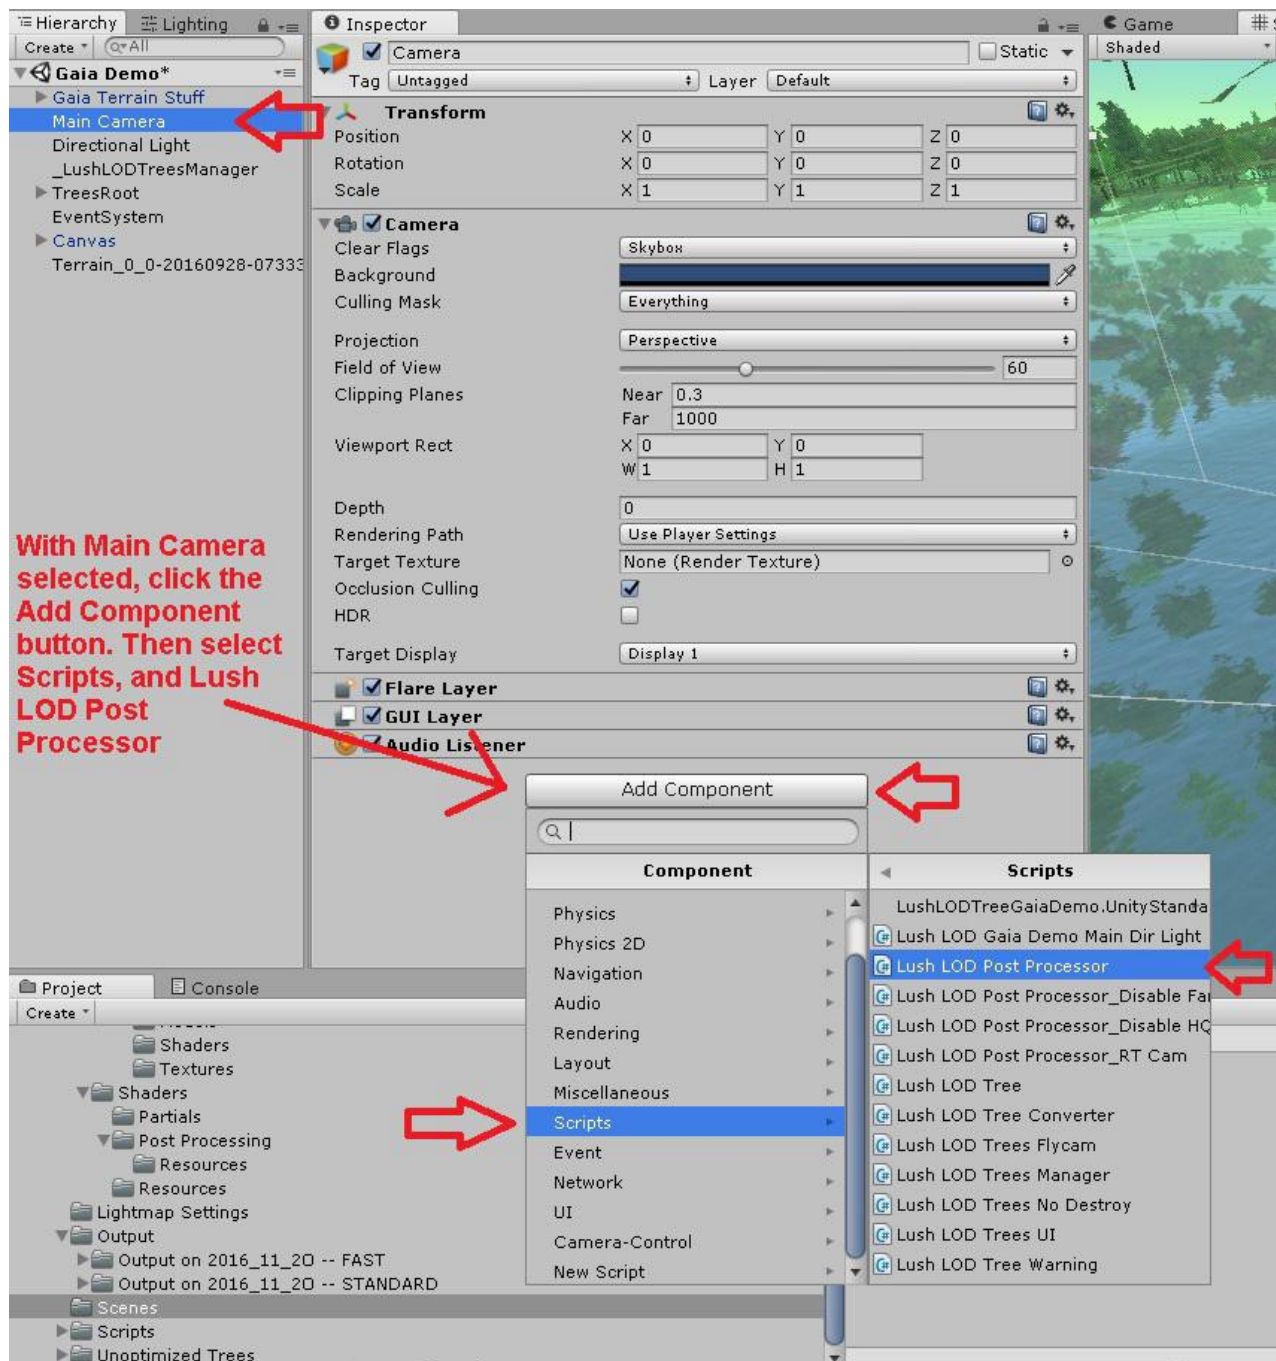 Hierarchy
Lighting
Create
All
Gaia Demo*
Gaia Terrain Stuff
Main Camera
Directional Light
_LushLODTreesManager
TreesRoot
EventSystem
Canvas
Terrain_0_0-20160928-07333
With Main Camera
selected, click the
Add Component
button. Then select
Scripts, and Lush
LOD Post
Processor
Inspector
Camera
Static
Tag Untagged Layer Default
Transform
Position X 0 Y 0 Z 0
Rotation X 0 Y 0 Z 0
Scale X 1 Y 1 Z 1
Camera
Clear Flags Skybox
Background
Culling Mask Everything
Projection Perspective
Field of View 60
Clipping Planes Near 0.3
Far 1000
Viewport Rect X 0 Y 0
W 1 H 1
Depth 0
Rendering Path Use Player Settings
Target Texture None (Render Texture)
Occlusion Culling
HDR
Target Display Display 1
Flare Layer
GUI Layer
Audio Listener
Add Component
Component
Physics
Physics 2D
Navigation
Audio
Rendering
Layout
Miscellaneous
Scripts
Event
Network
UI
Camera-Control
New Script
Scripts
LushLODTreeGaiaDemo.UnityStanda
Lush LOD Gaia Demo Main Dir Light
Lush LOD Post Processor
Lush LOD Post Processor_Disable Fa
Lush LOD Post Processor_Disable HQ
Lush LOD Post Processor_RT Cam
Lush LOD Tree
Lush LOD Tree Converter
Lush LOD Trees Flycam
Lush LOD Trees Manager
Lush LOD Trees No Destroy
Lush LOD Trees UI
Lush LOD Tree Warning
Game
Shaded
Project
Console
Create
Shaders
Textures
Shaders
Partials
Post Processing
Resources
Resources
Lightmap Settings
Output
Output on 2016_11_20 -- FAST
Output on 2016_11_20 -- STANDARD
Scenes
Scripts
Unoptimized Trees